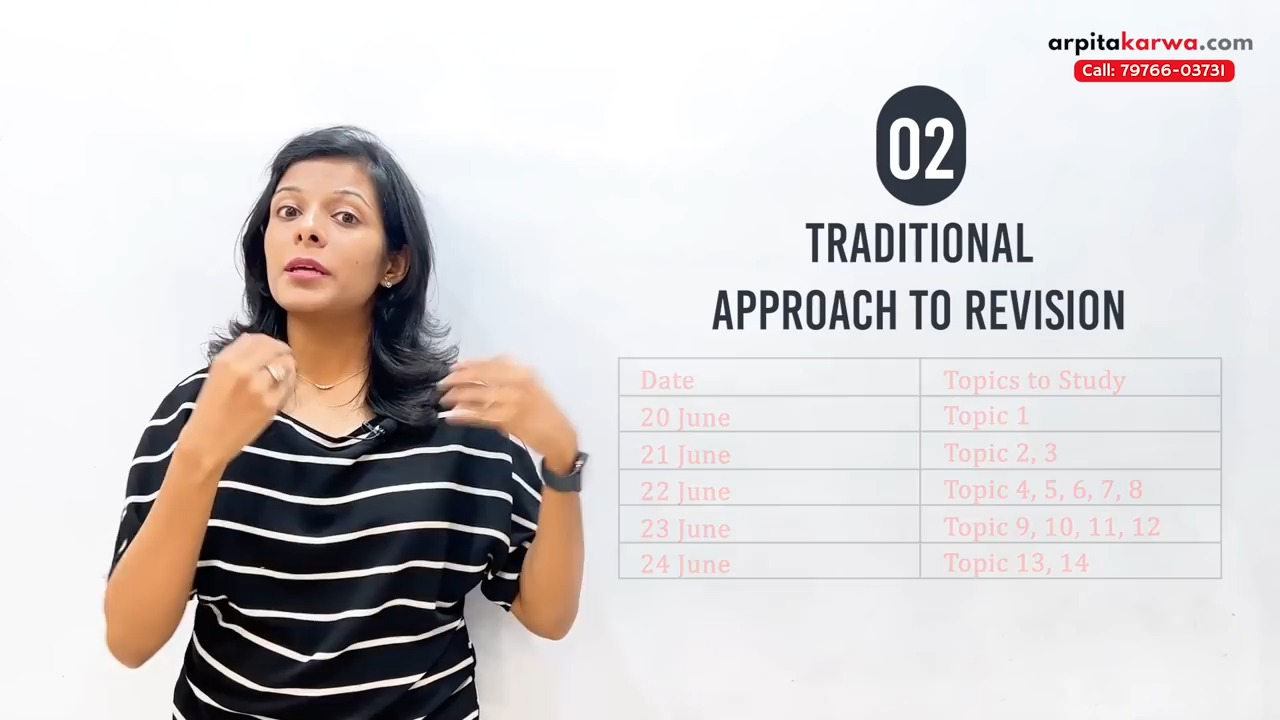 arpitakarwa.com
Call: 79766-03731
02
TRADITIONAL
APPROACH TO REVISION
Date Topics to Study
20 June Topic 1
21 June Topic 2, 3
22 June Topic 4, 5, 6, 7, 8
23 June Topic 9, 10, 11, 12
24 June Topic 13, 14